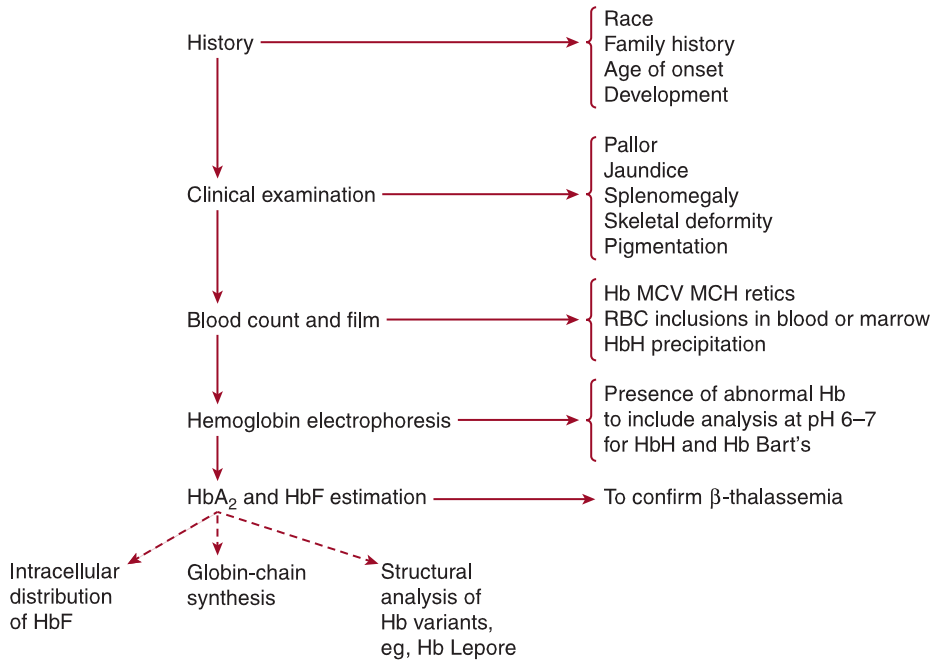 History
Race
Family history
Age of onset
Development
Clinical examination
Pallor
Jaundice
Splenomegaly
Skeletal deformity
Pigmentation
Blood count and film
Hb MCV MCH retics
RBC inclusions in blood or marrow
HbH precipitation
Hemoglobin electrophoresis
Presence of abnormal Hb
to include analysis at pH 6–7
for HbH and Hb Bart's
HbA₂ and HbF estimation
To confirm β-thalassemia
Intracellular
distribution
of HbF
Globin-chain
synthesis
Structural
analysis of
Hb variants,
eg, Hb Lepore